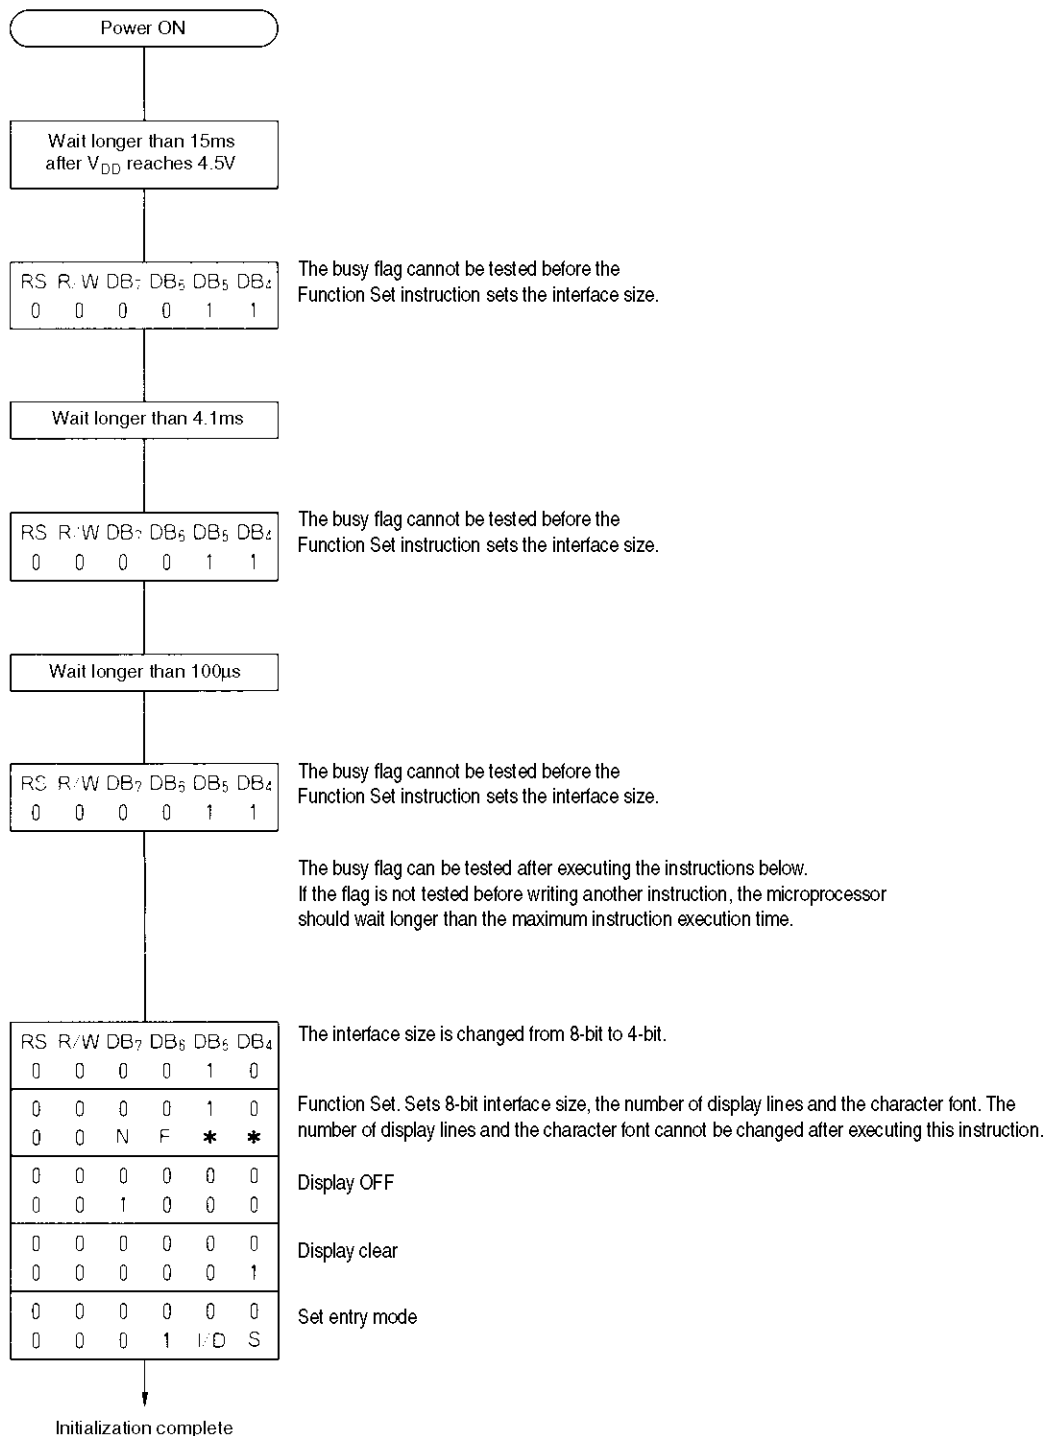 Power ON
Wait longer than 15ms
after VDD reaches 4.5V
RS R/W DB7 DB6 DB5 DB4
0 0 0 0 1 1
The busy flag cannot be tested before the
Function Set instruction sets the interface size.
Wait longer than 4.1ms
RS R/W DB7 DB6 DB5 DB4
0 0 0 0 1 1
The busy flag cannot be tested before the
Function Set instruction sets the interface size.
Wait longer than 100µs
RS R/W DB7 DB6 DB5 DB4
0 0 0 0 1 1
The busy flag cannot be tested before the
Function Set instruction sets the interface size.
The busy flag can be tested after executing the instructions below.
If the flag is not tested before writing another instruction, the microprocessor
should wait longer than the maximum instruction execution time.
RS R/W DB7 DB6 DB5 DB4
0 0 0 0 1 0
The interface size is changed from 8-bit to 4-bit.
0 0 0 0 1 0
0 0 N F * *
Function Set. Sets 8-bit interface size, the number of display lines and the character font. The
number of display lines and the character font cannot be changed after executing this instruction.
0 0 0 0 0 0
0 0 1 0 0 0
Display OFF
0 0 0 0 0 0
0 0 0 0 0 1
Display clear
0 0 0 0 0 0
0 0 0 1 I/D S
Set entry mode
Initialization complete